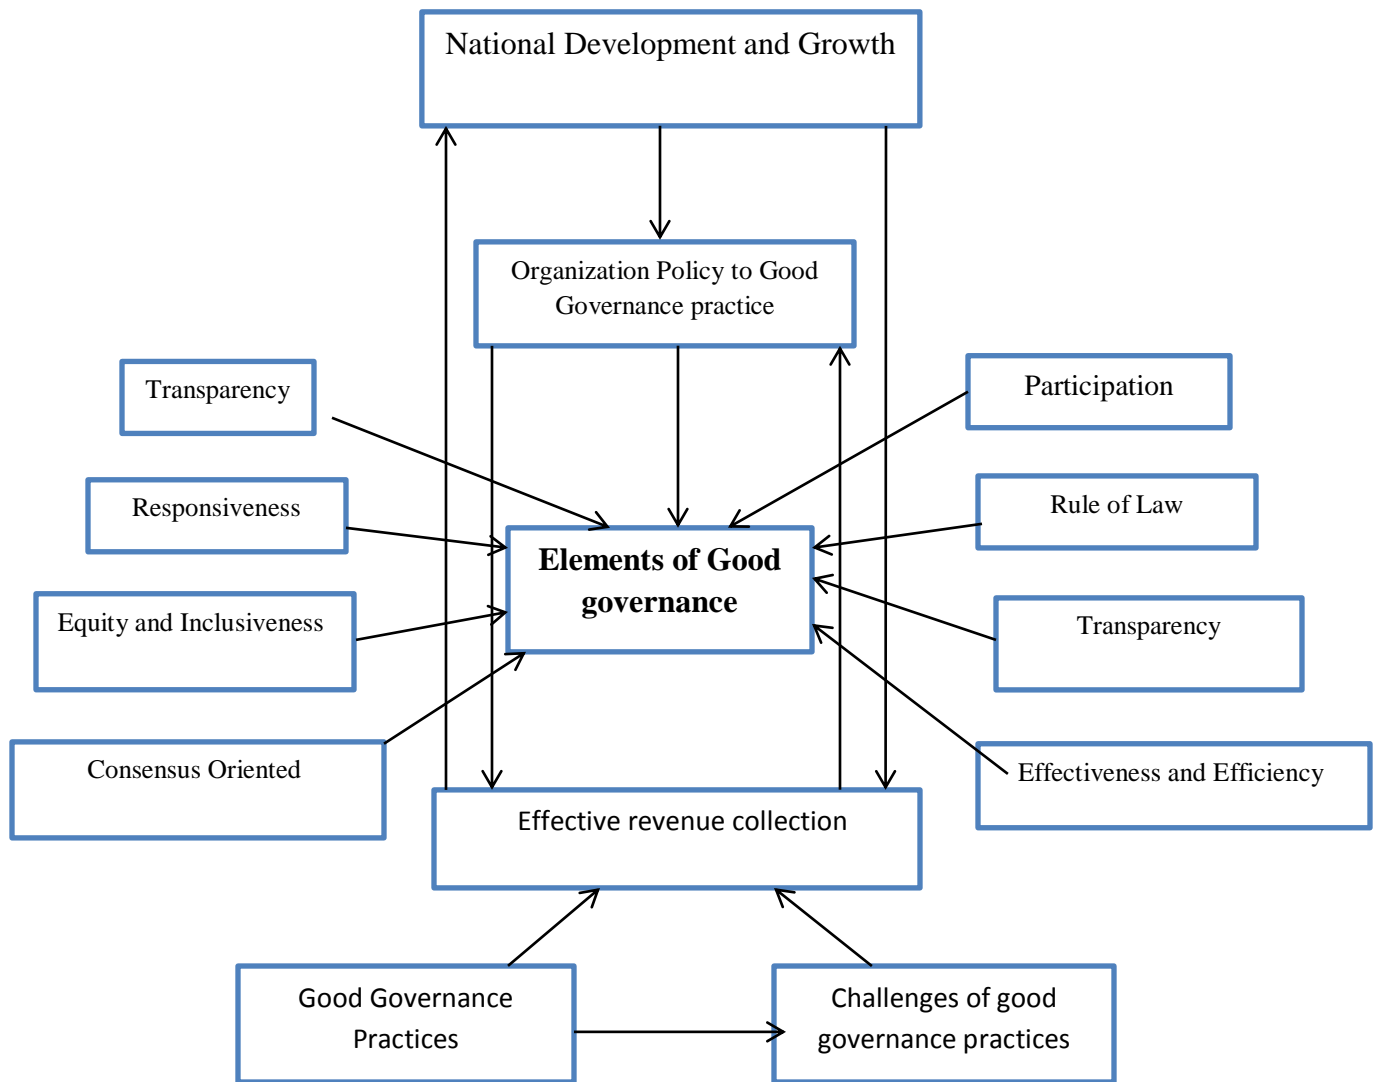 National Development and Growth
Organization Policy to Good
Governance practice
Transparency
Participation
Responsiveness
Rule of Law
Elements of Good
governance
Equity and Inclusiveness
Transparency
Consensus Oriented
Effectiveness and Efficiency
Effective revenue collection
Good Governance
Practices
Challenges of good
governance practices